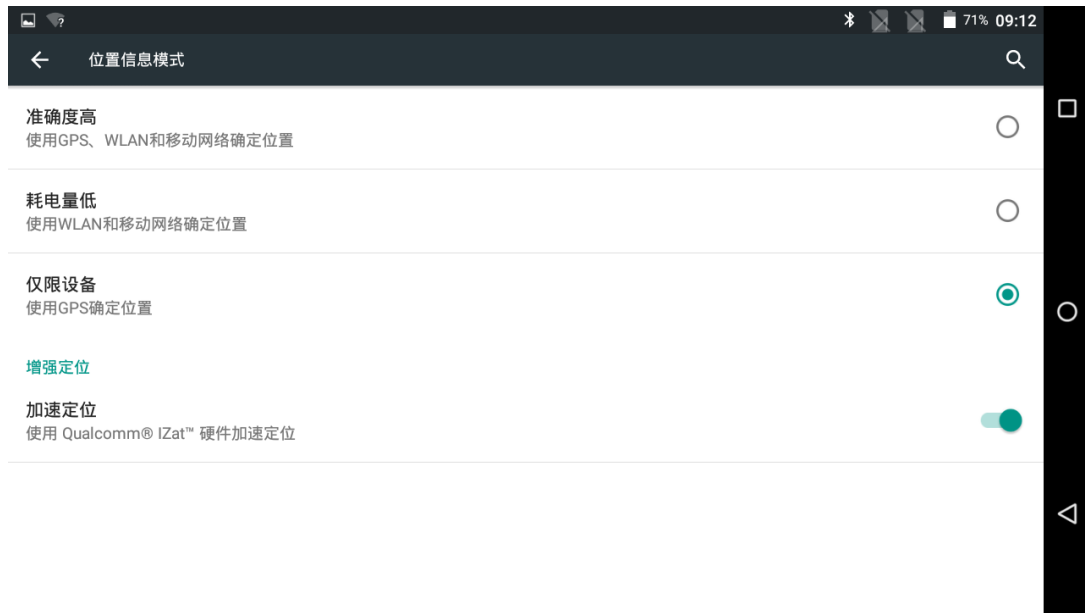 71% 09:12
位置信息模式
准确度高
使用GPS、WLAN和移动网络确定位置
耗电量低
使用WLAN和移动网络确定位置
仅限设备
使用GPS确定位置
增强定位
加速定位
使用 Qualcomm® IZat™ 硬件加速定位